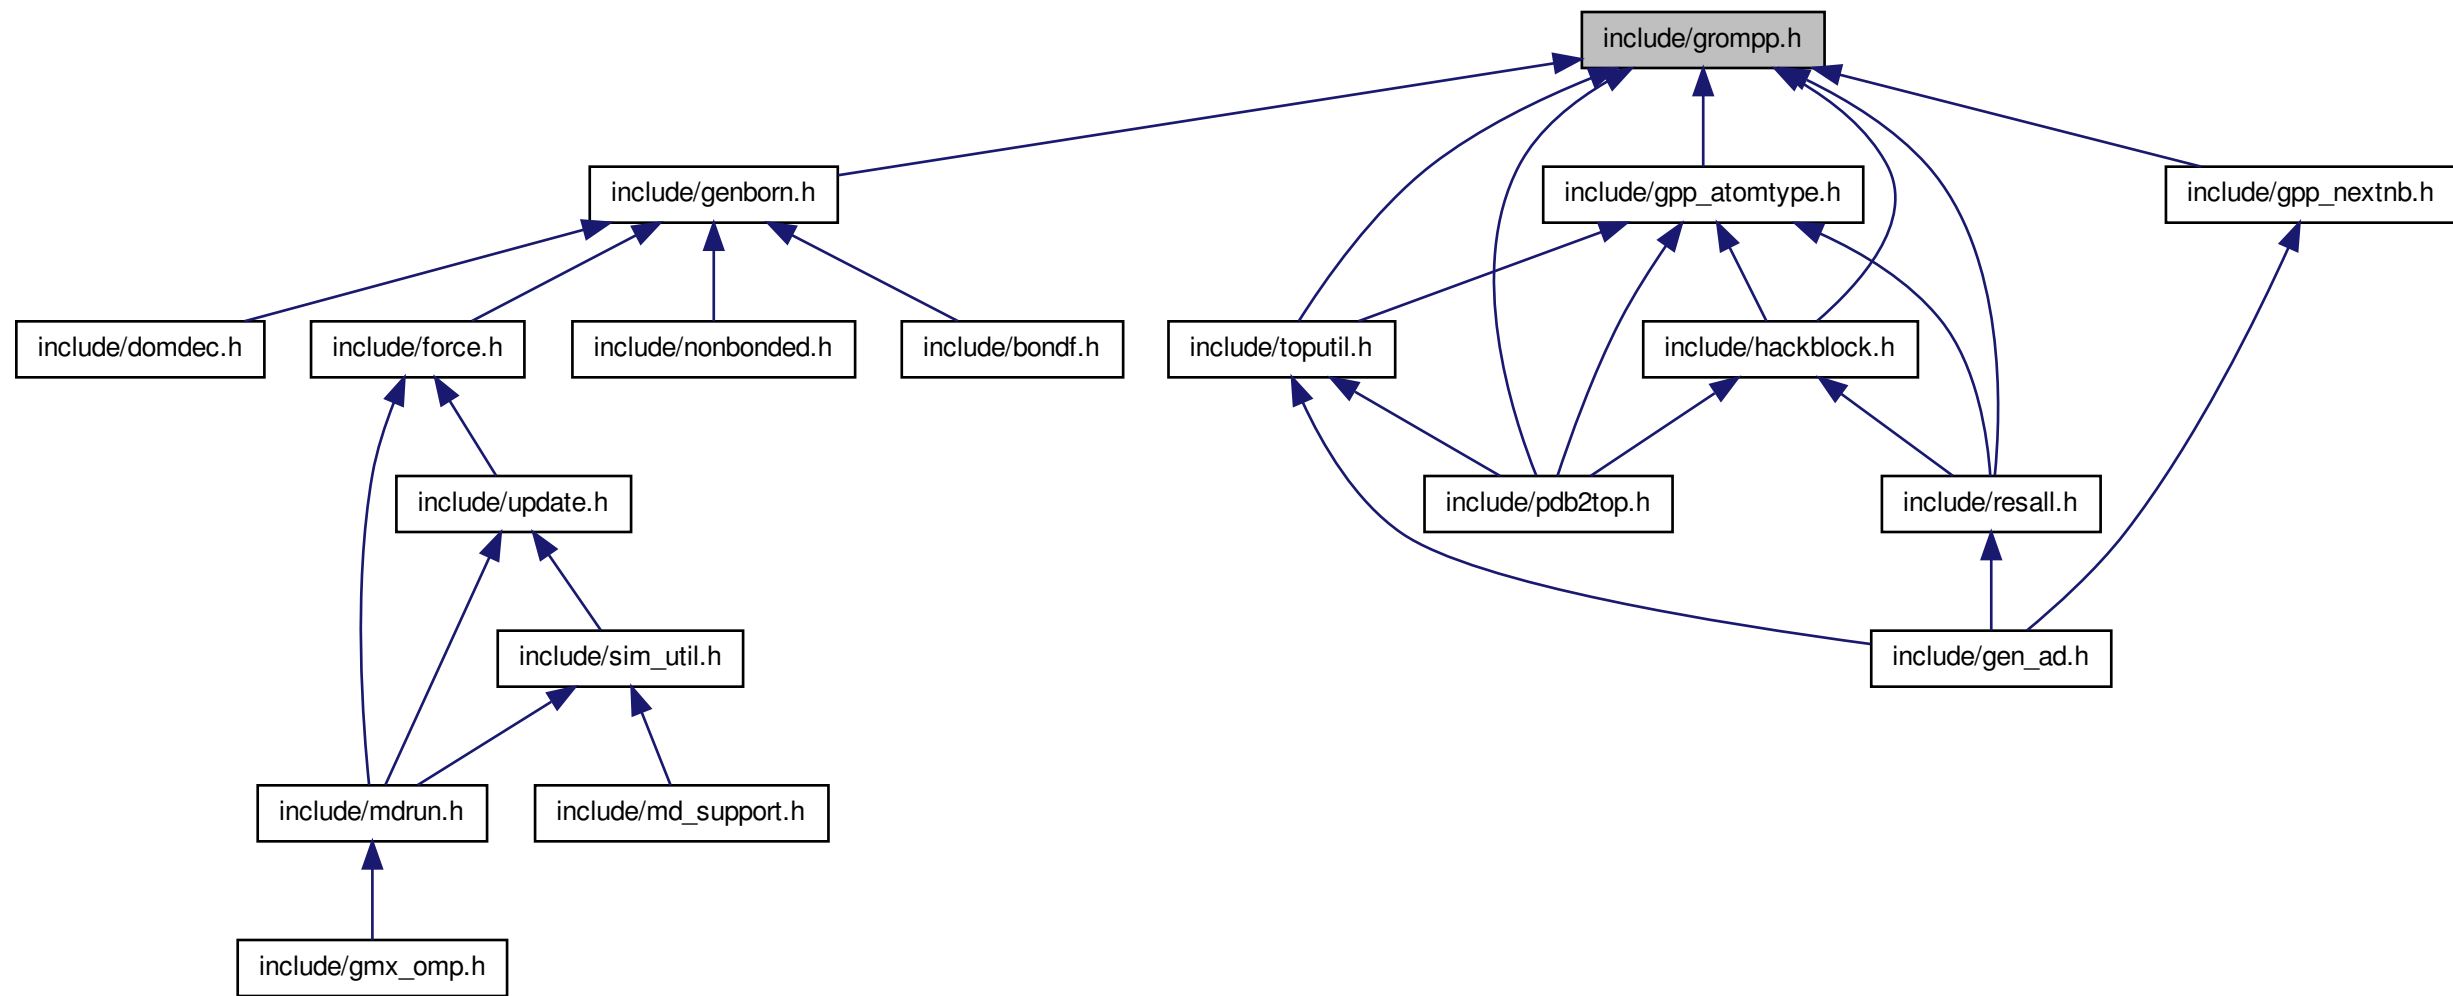 include/grompp.h
include/genborn.h
include/gpp_atomtype.h
include/gpp_nextnb.h
include/domdec.h
include/force.h
include/nonbonded.h
include/bondf.h
include/toputil.h
include/hackblock.h
include/update.h
include/pdb2top.h
include/resall.h
include/sim_util.h
include/gen_ad.h
include/mdrun.h
include/md_support.h
include/gmx_omp.h